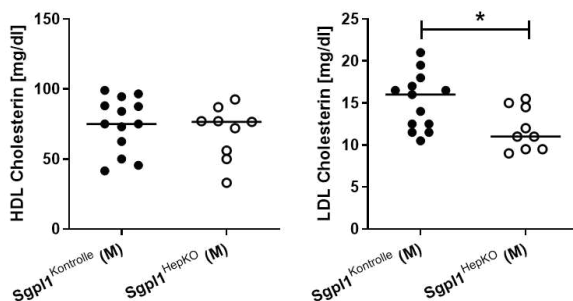 HDL Cholesterin [mg/dl]
150
100
50
0
Sgpl1Kontrolle (M)
Sgpl1HepKO (M)
LDL Cholesterin [mg/dl]
25
20
15
10
5
0
*
Sgpl1Kontrolle (M)
Sgpl1HepKO (M)